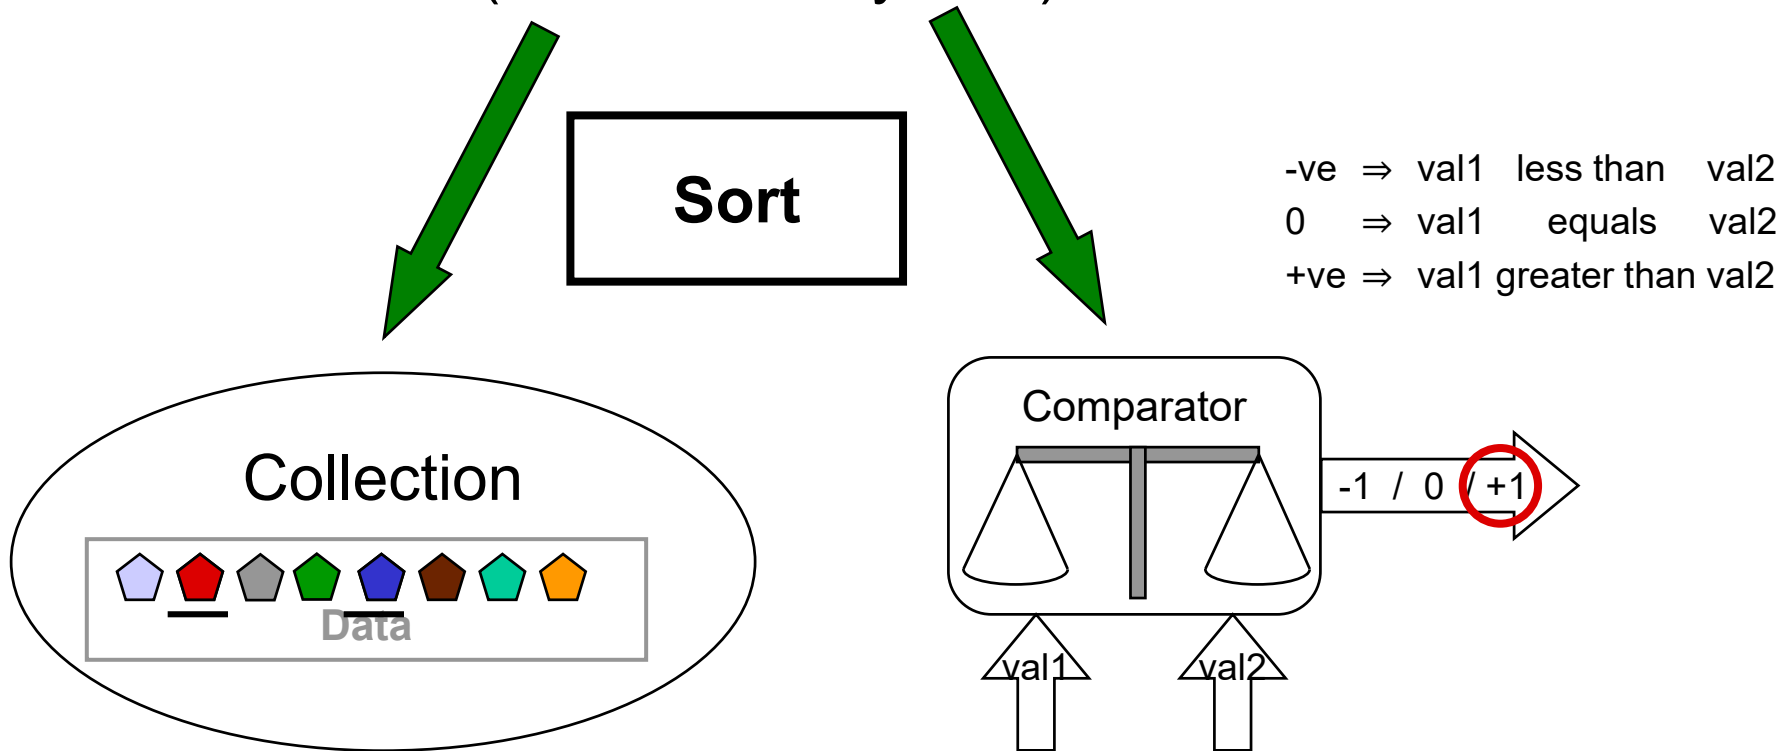 Sort
-ve ⇒ val1 less than val2
0 ⇒ val1 equals val2
+ve ⇒ val1 greater than val2
Collection
Data
Comparator
-1 / 0 / +1
val1 val2